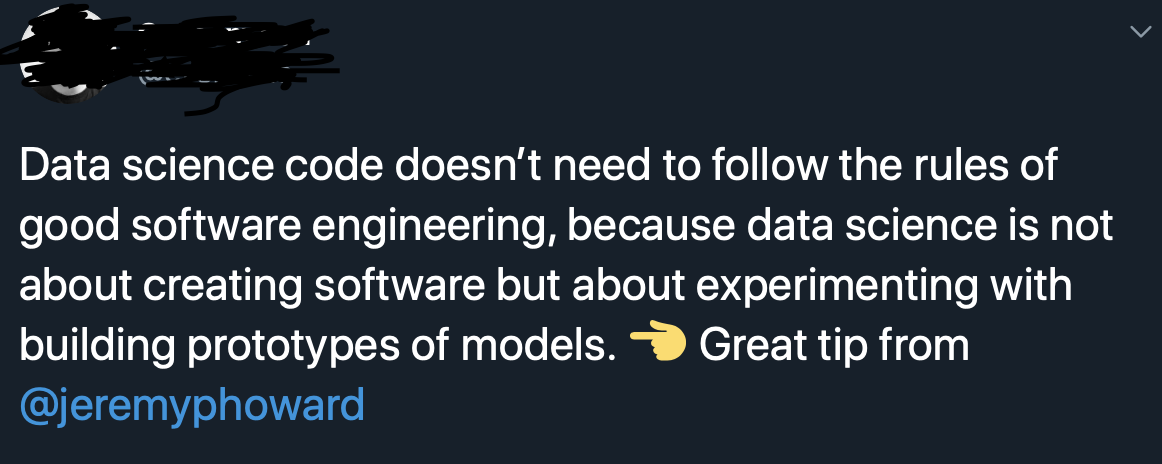 Data science code doesn't need to follow the rules of
good software engineering, because data science is not
about creating software but about experimenting with
building prototypes of models. 👈 Great tip from
@jeremyphoward